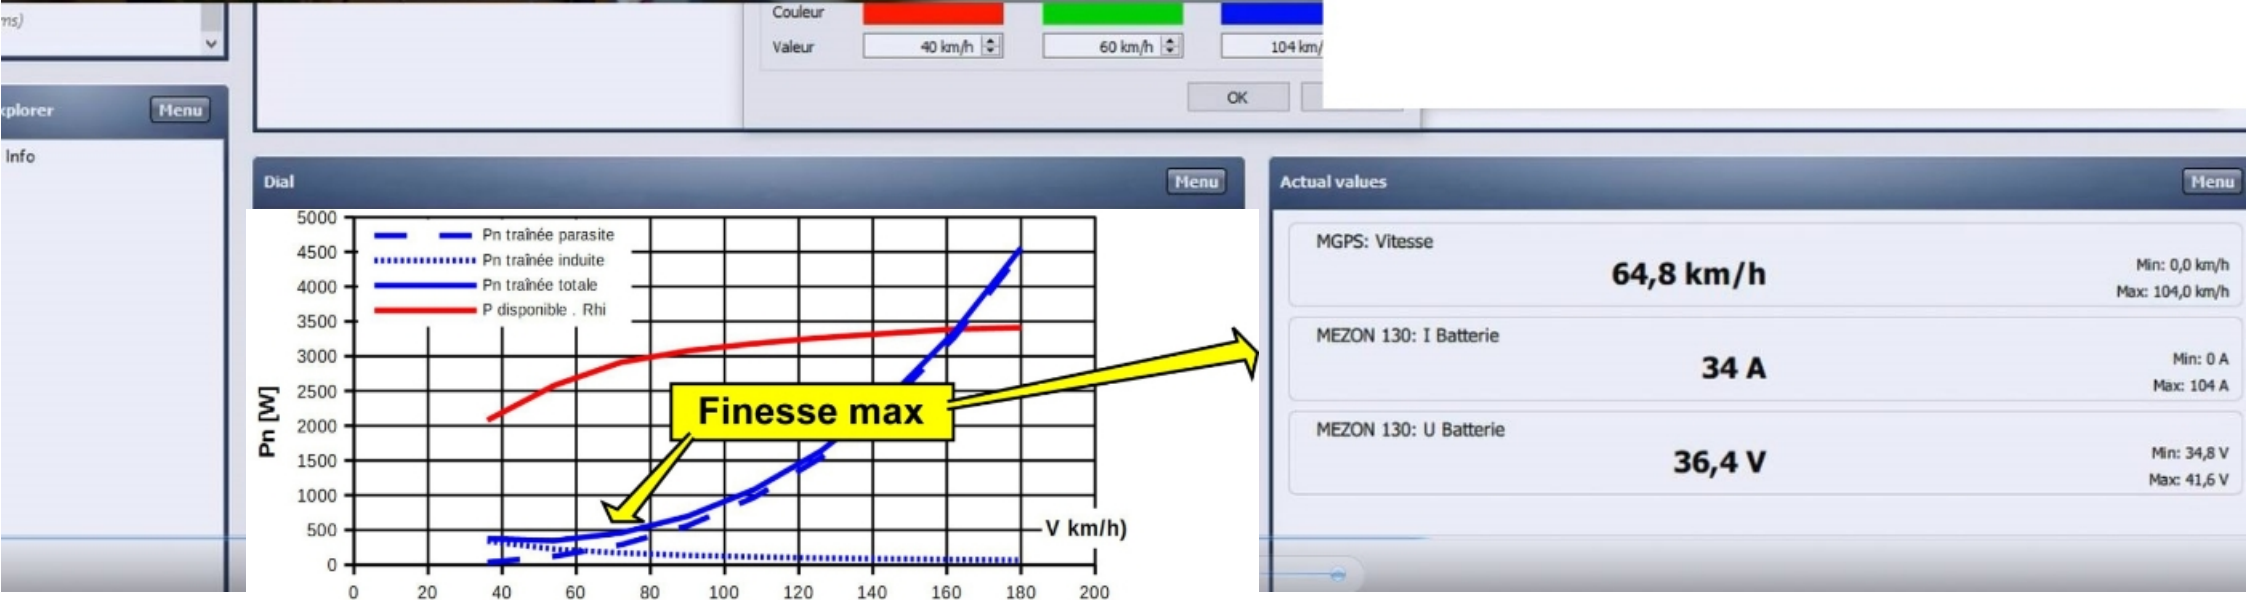 ms)
Couleur
Valeur 40 km/h 60 km/h 104 km/
OK
xplorer Menu
Info
Dial Menu
Actual values Menu
5000
4500
4000
3500
3000
2500
2000
1500
1000
500
0
Pn [W]
Pn traînée parasite
Pn traînée induite
Pn traînée totale
P disponible . Rhi
Finesse max
V km/h)
0 20 40 60 80 100 120 140 160 180 200
MGPS: Vitesse
64,8 km/h
Min: 0,0 km/h
Max: 104,0 km/h
MEZON 130: I Batterie
34 A
Min: 0 A
Max: 104 A
MEZON 130: U Batterie
36,4 V
Min: 34,8 V
Max: 41,6 V